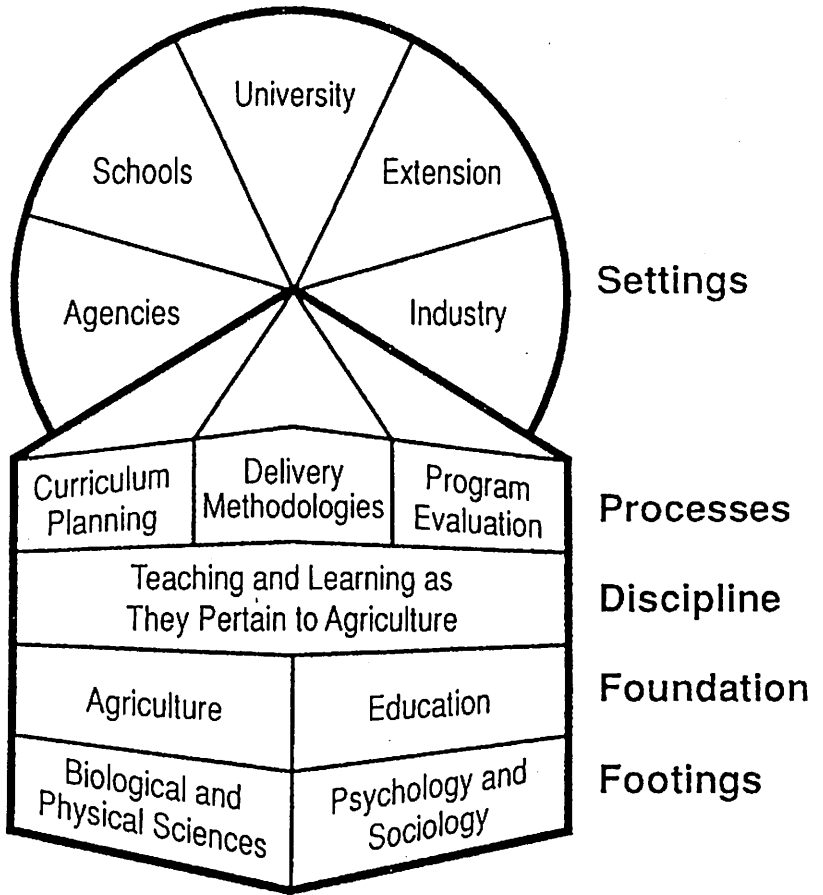 University
Schools
Extension
Agencies
Industry
Settings
Curriculum
Planning
Delivery
Methodologies
Program
Evaluation
Processes
Teaching and Learning as
They Pertain to Agriculture
Discipline
Agriculture
Education
Foundation
Biological and
Physical Sciences
Psychology and
Sociology
Footings